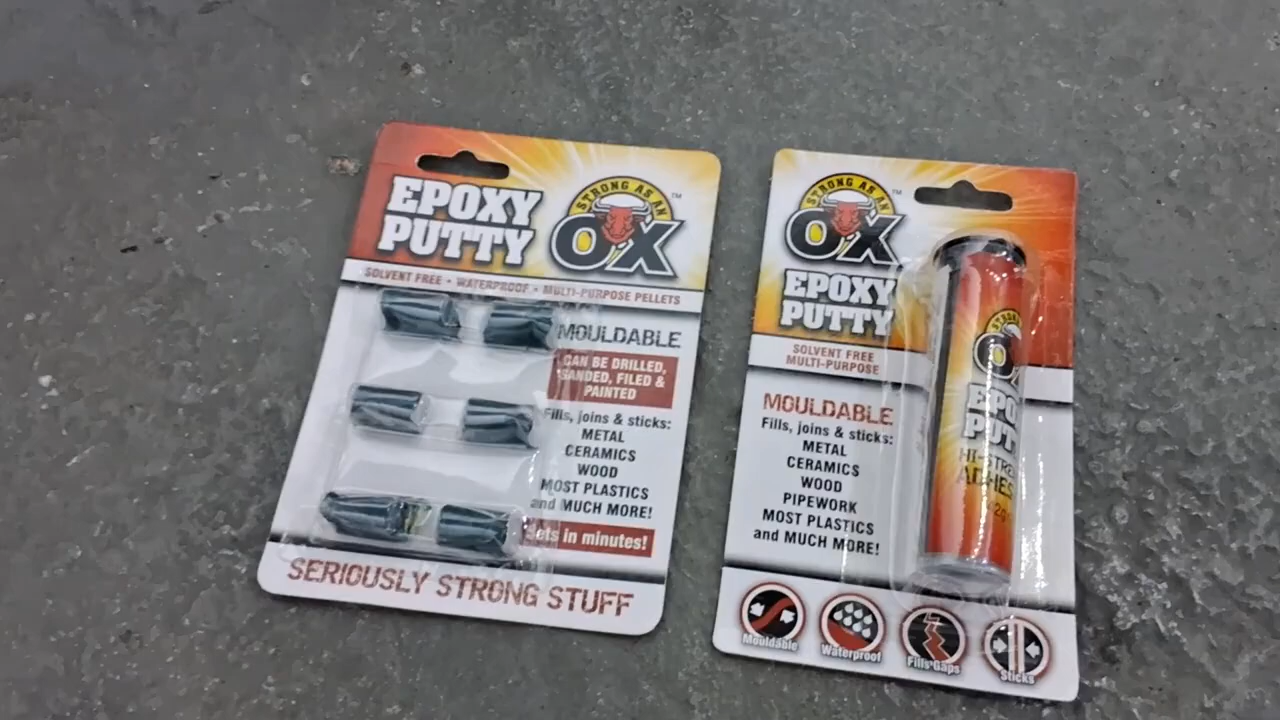 EPOXY
PUTTY
STRONG AS AN
OX
™
SOLVENT FREE • WATERPROOF • MULTI-PURPOSE PELLETS
MOULDABLE
CAN BE DRILLED,
SANDED, FILED &
PAINTED
Fills, joins & sticks:
METAL
CERAMICS
WOOD
MOST PLASTICS
and MUCH MORE!
Sets in minutes!
SERIOUSLY STRONG STUFF
STRONG AS AN
OX
™
EPOXY
PUTTY
SOLVENT FREE
MULTI-PURPOSE
MOULDABLE
Fills, joins & sticks:
METAL
CERAMICS
WOOD
PIPEWORK
MOST PLASTICS
and MUCH MORE!
Mouldable
Waterproof
Fills Gaps
Sticks